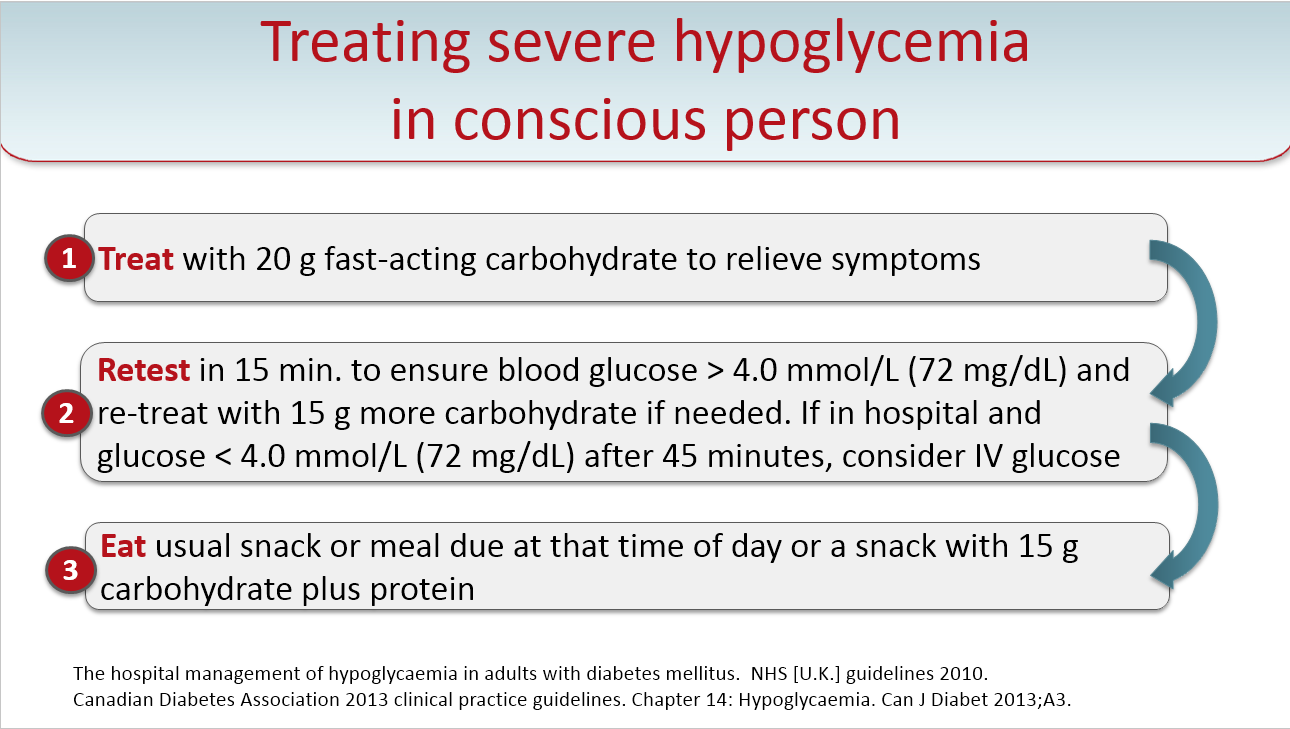 Treating severe hypoglycemia
in conscious person
1
Treat with 20 g fast-acting carbohydrate to relieve symptoms
2
Retest in 15 min. to ensure blood glucose > 4.0 mmol/L (72 mg/dL) and
re-treat with 15 g more carbohydrate if needed. If in hospital and
glucose < 4.0 mmol/L (72 mg/dL) after 45 minutes, consider IV glucose
3
Eat usual snack or meal due at that time of day or a snack with 15 g
carbohydrate plus protein
The hospital management of hypoglycaemia in adults with diabetes mellitus.  NHS [U.K.] guidelines 2010.
Canadian Diabetes Association 2013 clinical practice guidelines. Chapter 14: Hypoglycaemia. Can J Diabet 2013;A3.